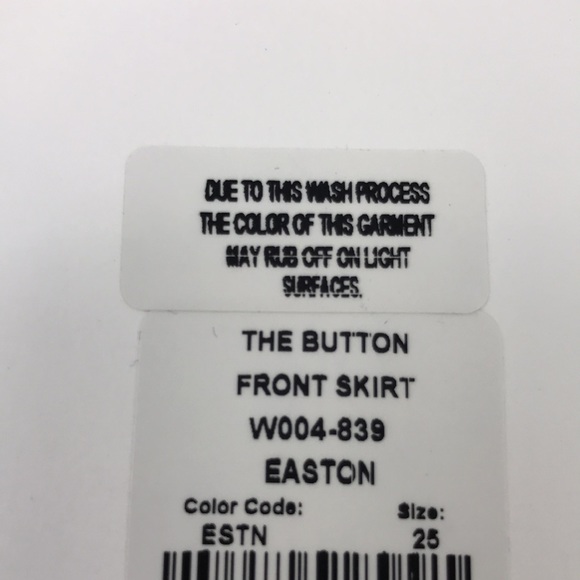 DUE TO THIS WASH PROCESS
THE COLOR OF THIS GARMENT
MAY RUB OFF ON LIGHT
SURFACES.
THE BUTTON
FRONT SKIRT
W004-839
EASTON
Color Code: Size:
ESTN 25